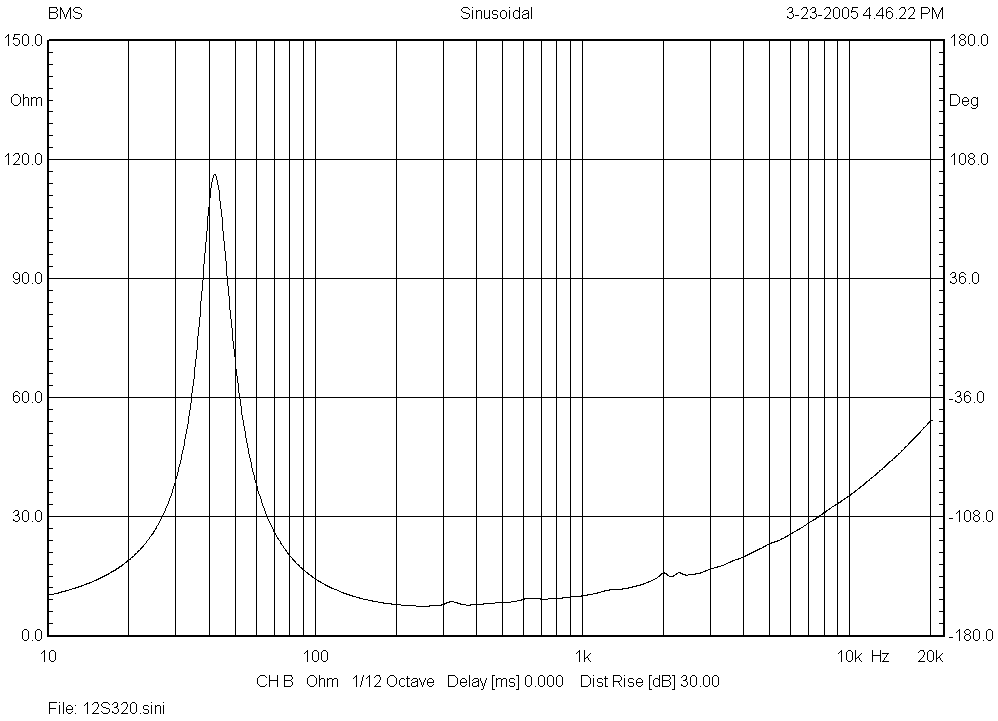 BMS Sinusoidal 3-23-2005 4.46.22 PM
150.0 180.0
Ohm Deg
120.0 108.0
90.0 36.0
60.0 -36.0
30.0 -108.0
0.0 -180.0
10 100 1k 10k Hz 20k
CH B Ohm 1/12 Octave Delay [ms] 0.000 Dist Rise [dB] 30.00
File: 12S320.sini